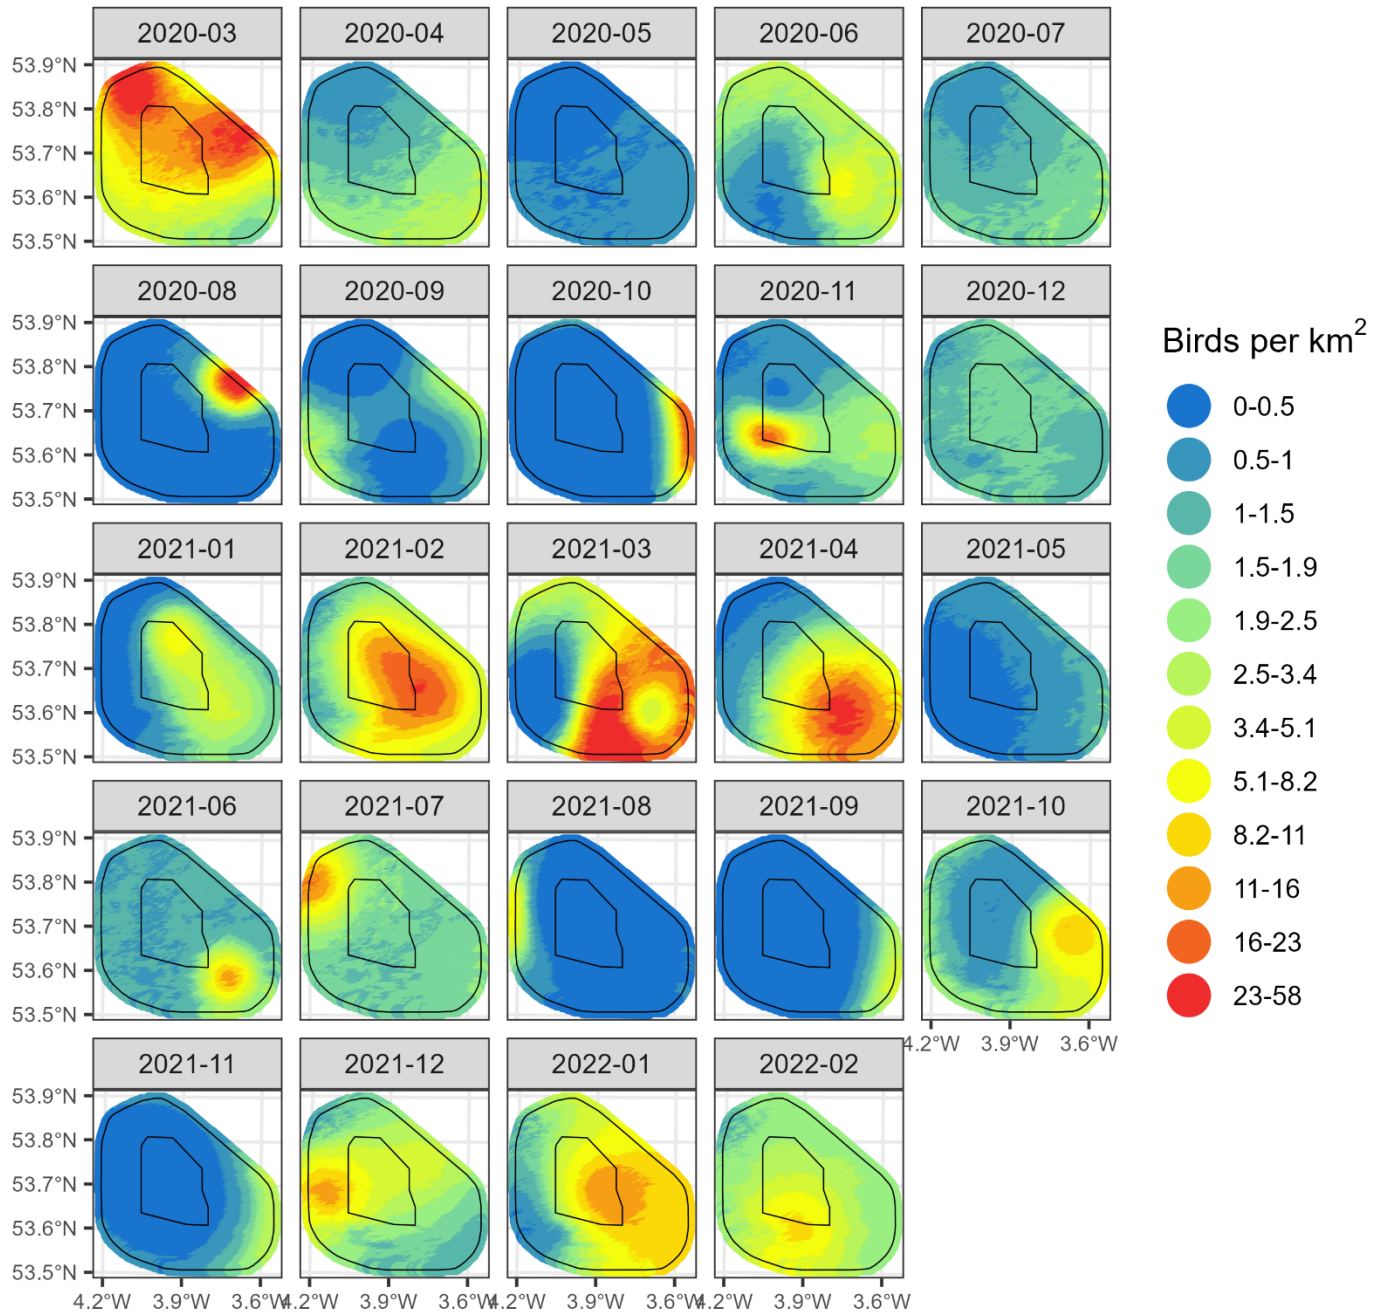 2020-03 2020-04 2020-05 2020-06 2020-07
53.9°N
53.8°N
53.7°N
53.6°N
53.5°N
2020-08 2020-09 2020-10 2020-11 2020-12
53.9°N
53.8°N
53.7°N
53.6°N
53.5°N
2021-01 2021-02 2021-03 2021-04 2021-05
53.9°N
53.8°N
53.7°N
53.6°N
53.5°N
2021-06 2021-07 2021-08 2021-09 2021-10
53.9°N
53.8°N
53.7°N
53.6°N
53.5°N
4.2°W 3.9°W 3.6°W
2021-11 2021-12 2022-01 2022-02
53.9°N
53.8°N
53.7°N
53.6°N
53.5°N
4.2°W 3.9°W 3.6°W 4.2°W 3.9°W 3.6°W 4.2°W 3.9°W 3.6°W 4.2°W 3.9°W 3.6°W
Birds per km²
0-0.5
0.5-1
1-1.5
1.5-1.9
1.9-2.5
2.5-3.4
3.4-5.1
5.1-8.2
8.2-11
11-16
16-23
23-58